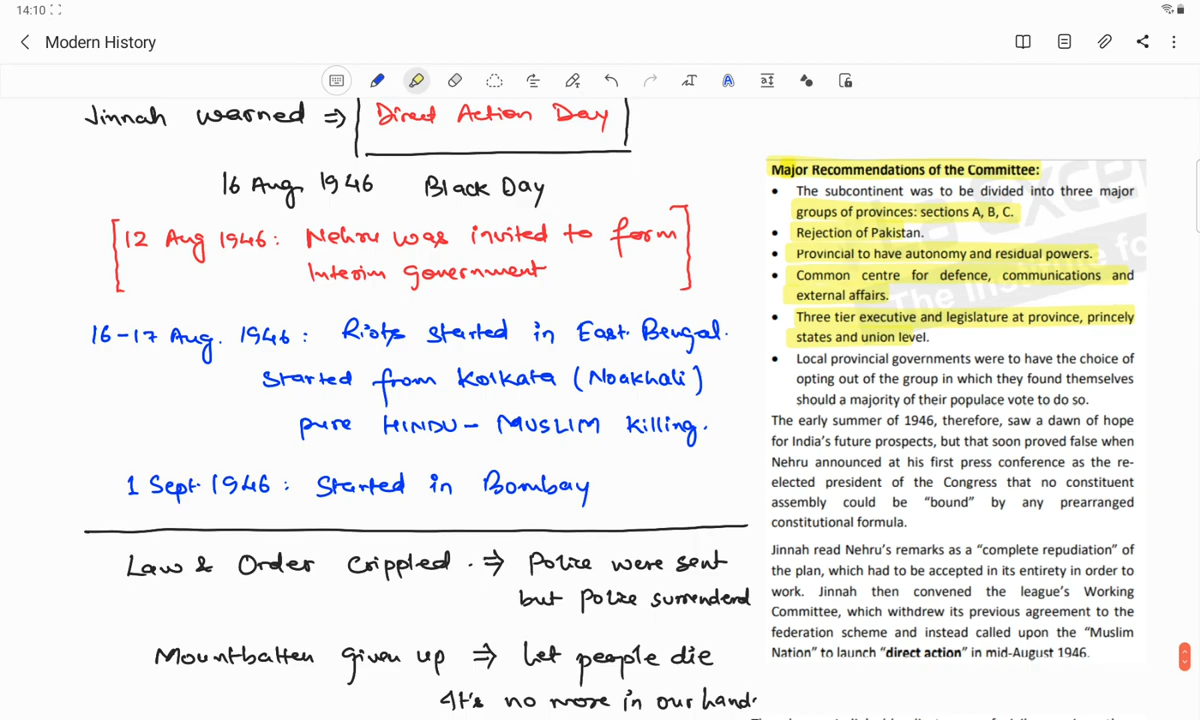 14:10
Modern History
Jinnah warned ⇒ Direct Action Day
16 Aug 1946 Black Day
[12 Aug 1946: Nehru was invited to form
Interim government]
16-17 Aug. 1946: Riots started in East Bengal.
Started from Kolkata (Noakhali)
pure HINDU - MUSLIM killing.
1 Sept. 1946: Started in Bombay
Law & Order Crippled. ⇒ Police were sent
but Police surrenderd
Mountbatten given up ⇒ Let people die
It's no more in our hand.
Major Recommendations of the Committee:
• The subcontinent was to be divided into three major
groups of provinces: sections A, B, C.
• Rejection of Pakistan.
• Provincial to have autonomy and residual powers.
• Common centre for defence, communications and
external affairs.
• Three tier executive and legislature at province, princely
states and union level.
• Local provincial governments were to have the choice of
opting out of the group in which they found themselves
should a majority of their populace vote to do so.
The early summer of 1946, therefore, saw a dawn of hope
for India's future prospects, but that soon proved false when
Nehru announced at his first press conference as the re-
elected president of the Congress that no constituent
assembly could be "bound" by any prearranged
constitutional formula.
Jinnah read Nehru's remarks as a "complete repudiation" of
the plan, which had to be accepted in its entirety in order to
work. Jinnah then convened the league's Working
Committee, which withdrew its previous agreement to the
federation scheme and instead called upon the "Muslim
Nation" to launch "direct action" in mid-August 1946.